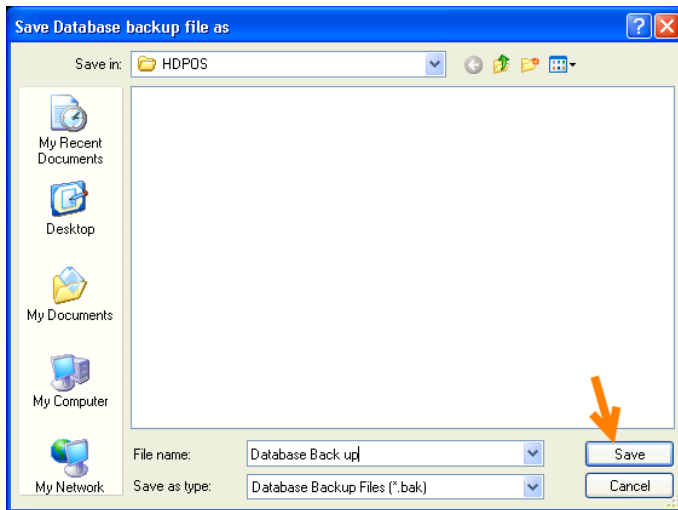 Save Database backup file as
Save in: HDPOS
My Recent
Documents
Desktop
My Documents
My Computer
My Network
File name: Database Back up
Save as type: Database Backup Files (*.bak)
Save
Cancel